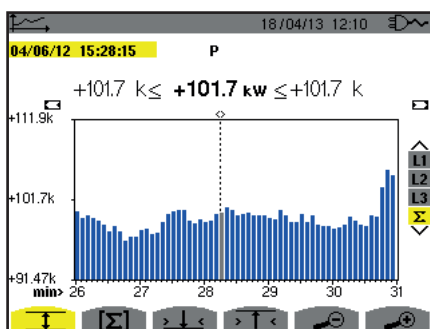 18/04/13 12:10
04/06/12 15:28:15 P
+101.7 k≤ +101.7 kW ≤+101.7 k
+111.9k
+101.7k
+91.47k
L1
L2
L3
Σ
min> 26 27 28 29 30 31
[Σ]